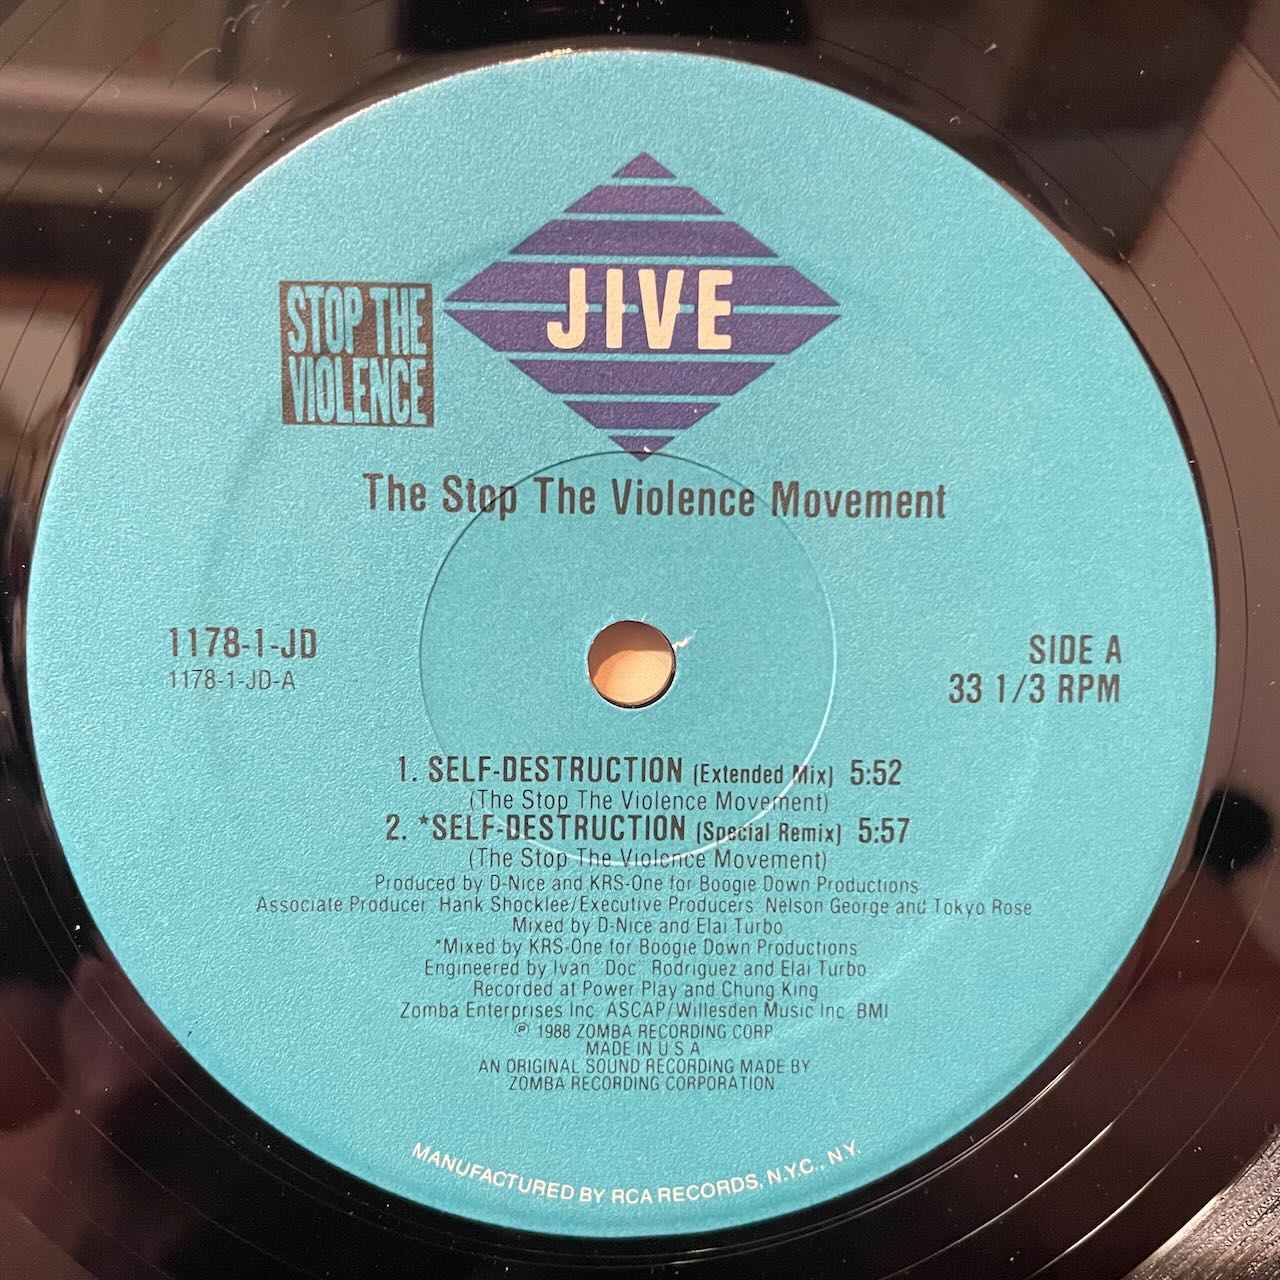 JIVE
STOP THE
VIOLENCE
The Stop The Violence Movement
1178-1-JD
1178-1-JD-A
SIDE A
33 1/3 RPM
1. SELF-DESTRUCTION (Extended Mix) 5:52
(The Stop The Violence Movement)
2. *SELF-DESTRUCTION (Special Remix) 5:57
(The Stop The Violence Movement)
Produced by D-Nice and KRS-One for Boogie Down Productions
Associate Producer: Hank Shocklee/Executive Producers: Nelson George and Tokyo Rose
Mixed by D-Nice and Elai Turbo
*Mixed by KRS-One for Boogie Down Productions
Engineered by Ivan "Doc" Rodriguez and Elai Turbo
Recorded at Power Play and Chung King
Zomba Enterprises Inc. ASCAP/Willesden Music Inc. BMI
℗ 1988 ZOMBA RECORDING CORP.
MADE IN U.S.A.
AN ORIGINAL SOUND RECORDING MADE BY
ZOMBA RECORDING CORPORATION
MANUFACTURED BY RCA RECORDS, N.Y.C., N.Y.